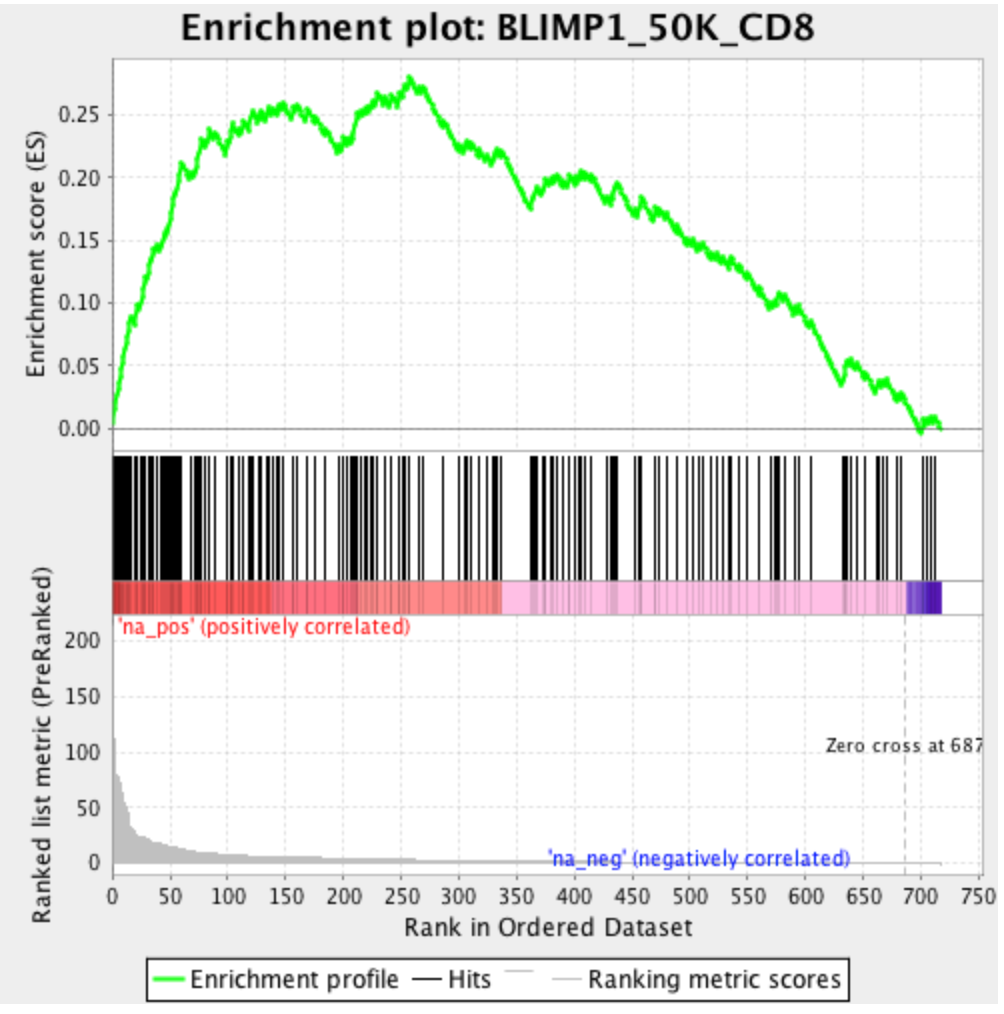 Enrichment plot: BLIMP1_50K_CD8
Enrichment score (ES)
0.25
0.20
0.15
0.10
0.05
0.00
'na_pos' (positively correlated)
Ranked list metric (PreRanked)
200
150
100
50
0
Zero cross at 687
'na_neg' (negatively correlated)
0 50 100 150 200 250 300 350 400 450 500 550 600 650 700 750
Rank in Ordered Dataset
Enrichment profile Hits Ranking metric scores